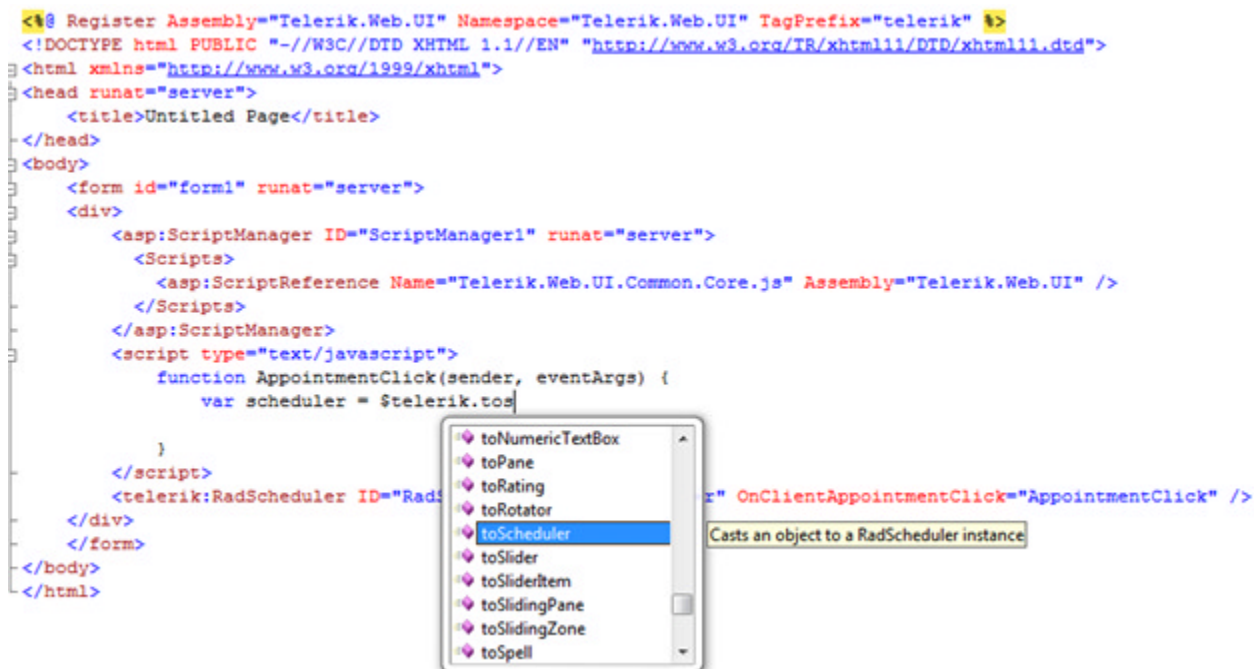 <%@ Register Assembly="Telerik.Web.UI" Namespace="Telerik.Web.UI" TagPrefix="telerik" %>
<!DOCTYPE html PUBLIC "-//W3C//DTD XHTML 1.1//EN" "http://www.w3.org/TR/xhtml11/DTD/xhtml11.dtd">
<html xmlns="http://www.w3.org/1999/xhtml">
<head runat="server">
<title>Untitled Page</title>
</head>
<body>
<form id="form1" runat="server">
<div>
<asp:ScriptManager ID="ScriptManager1" runat="server">
<Scripts>
<asp:ScriptReference Name="Telerik.Web.UI.Common.Core.js" Assembly="Telerik.Web.UI" />
</Scripts>
</asp:ScriptManager>
<script type="text/javascript">
function AppointmentClick(sender, eventArgs) {
var scheduler = $telerik.tos
}
</script>
<telerik:RadScheduler ID="RadS r" OnClientAppointmentClick="AppointmentClick" />
</div>
</form>
</body>
</html>
toNumericTextBox
toPane
toRating
toRotator
toScheduler
Casts an object to a RadScheduler instance
toSlider
toSliderItem
toSlidingPane
toSlidingZone
toSpell